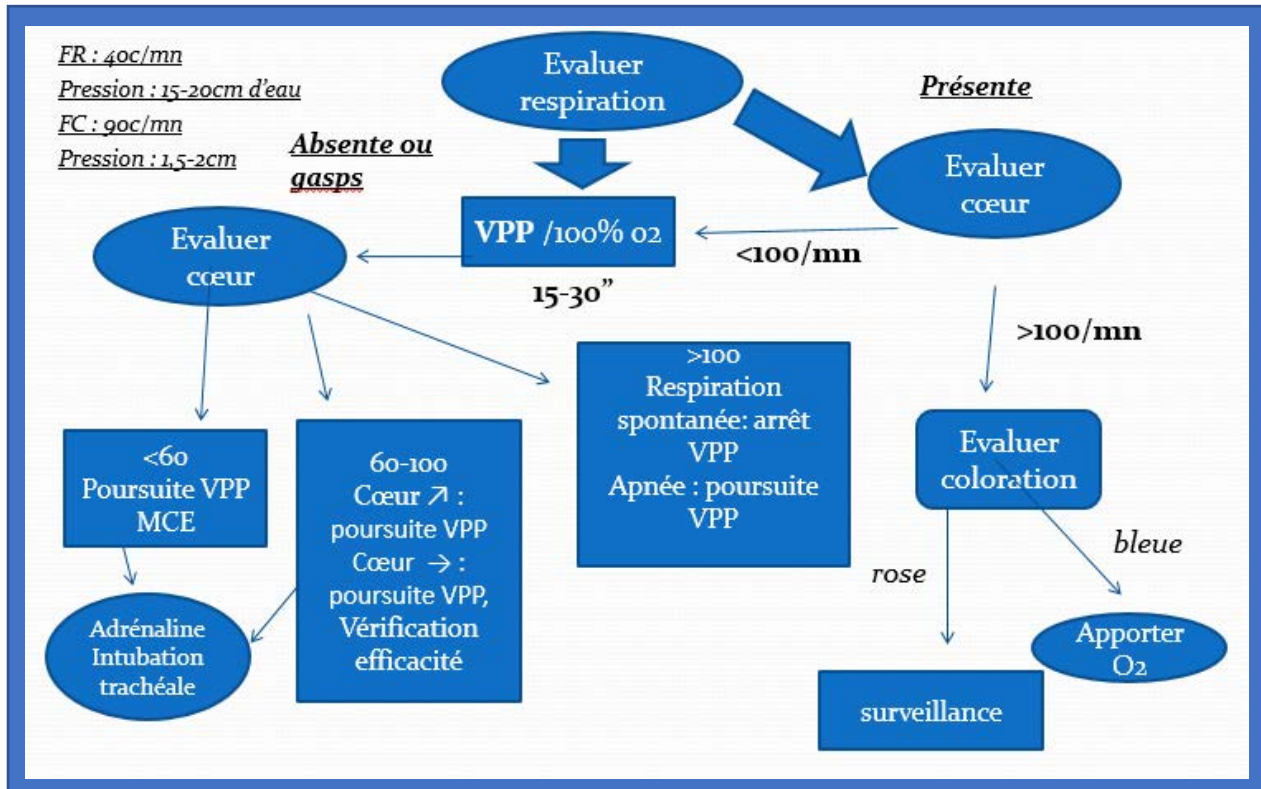 FR : 40c/mn
Pression : 15-20cm d'eau
FC : 90c/mn
Pression : 1,5-2cm
Evaluer
respiration
Présente
Absente ou
gasps
Evaluer
cœur
VPP /100% 02
<100/mn
Evaluer
cœur
15-30”
>100/mn
>100
Respiration
spontanée: arrêt
VPP
Apnée : poursuite
VPP
<60
Poursuite VPP
MCE
60-100
Cœur ↗ :
poursuite VPP
Cœur → :
poursuite VPP,
Vérification
efficacité
Evaluer
coloration
rose
bleue
Adrénaline
Intubation
trachéale
Apporter
O2
surveillance